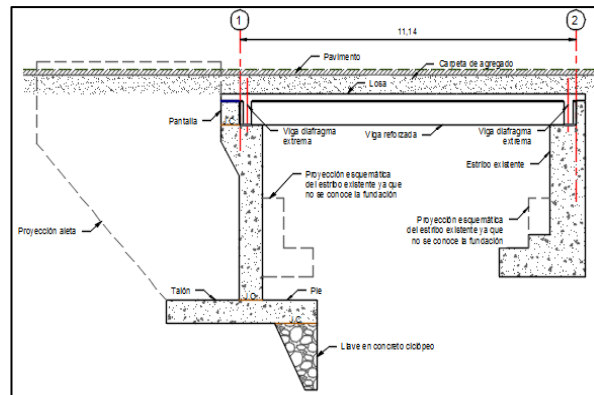 1
2
11,14
Pavimento
Carpeta de agregado
Losa
Pantalla
J.C.
Viga diafragma
extrema
Viga reforzada
Viga diafragma
extrema
Estribo existente
Proyección esquemática
del estribo existente ya que
no se conoce la fundación
Proyección esquemática
del estribo existente ya que
no se conoce la fundación
Proyección aleta
Talón
J.C.
Pie
J.C.
Llave en concreto ciclópeo